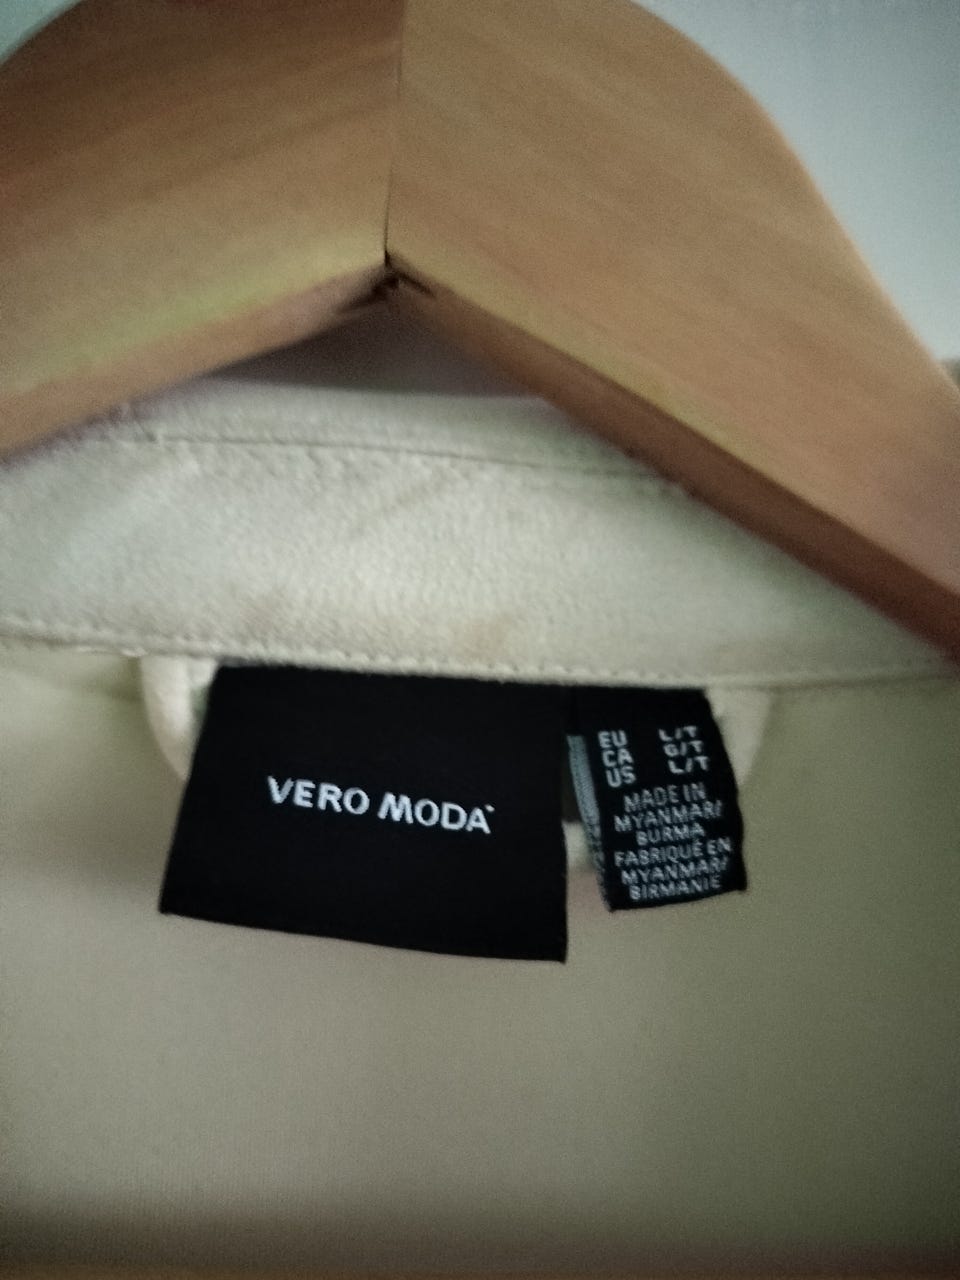 VERO MODA
EU L/T
CA G/T
US L/T
MADE IN
MYANMAR/
BURMA
FABRIQUÉ EN
MYANMAR/
BIRMANIE